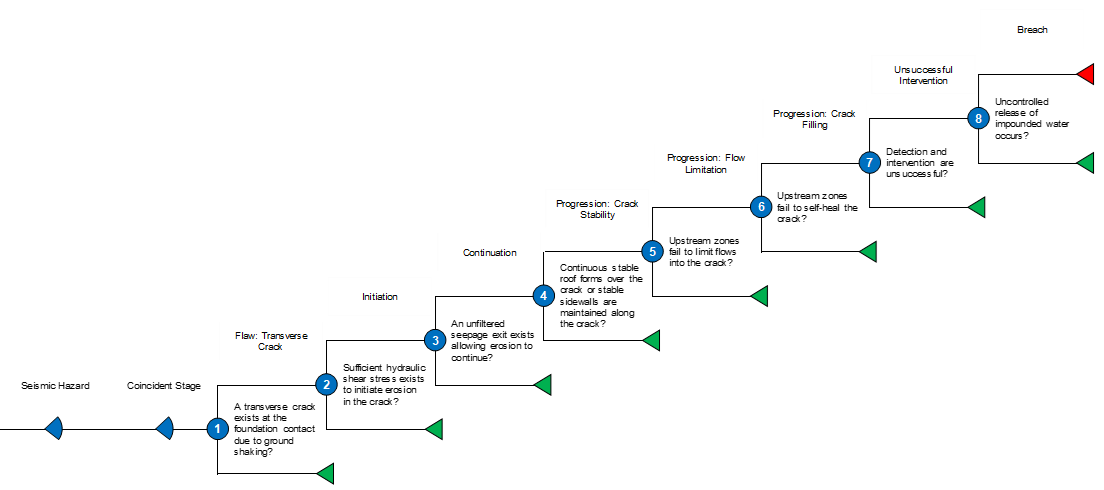 Breach
Unsuccessful
Intervention
Uncontrolled
release of
impounded water
occurs?
8
Progression: Crack
Filling
Detection and
intervention are
unsuccessful?
7
Progression: Flow
Limitation
Upstream zones
fail to self-heal the
crack?
6
Progression: Crack
Stability
Upstream zones
fail to limit flows
into the crack?
5
Continuation
Continuous stable
roof forms over the
crack or stable
sidewalls are
maintained along
the crack?
4
Initiation
An unfiltered
seepage exit exists
allowing erosion to
continue?
3
Flaw: Transverse
Crack
Sufficient hydraulic
shear stress exists
to initiate erosion
in the crack?
2
Seismic Hazard
Coincident Stage
A transverse crack
exists at the
foundation contact
due to ground
shaking?
1